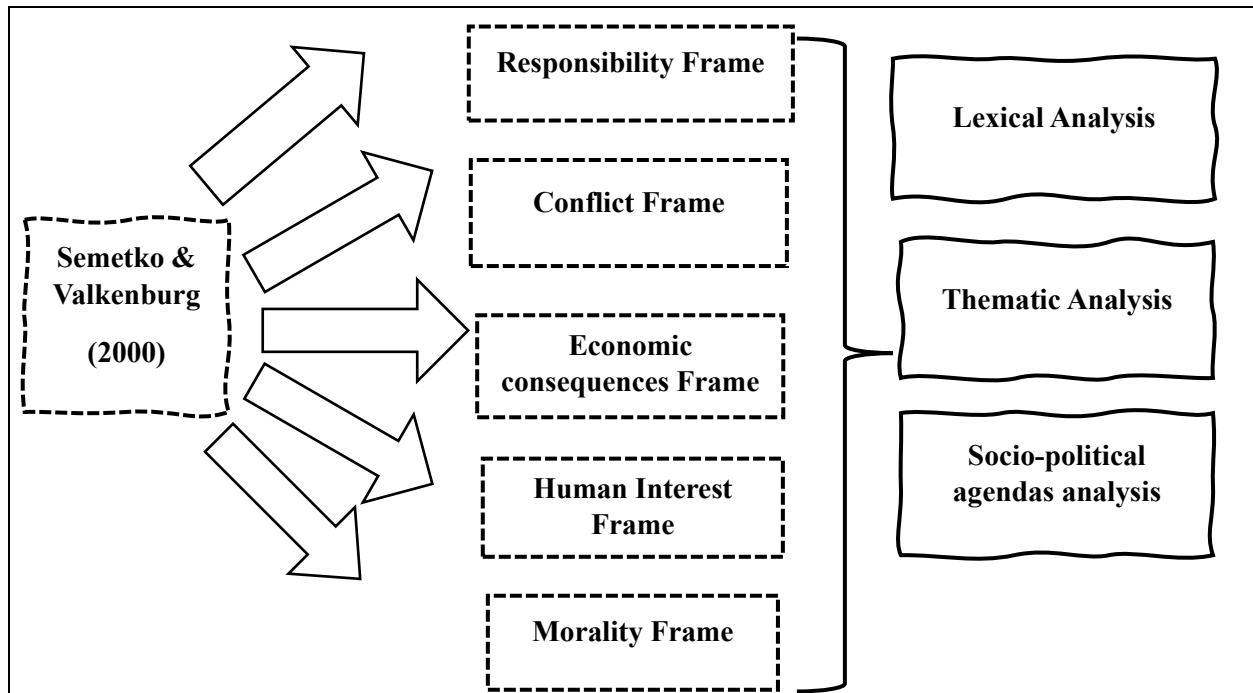 Semetko &
Valkenburg
(2000)
Responsibility Frame
Conflict Frame
Economic
consequences Frame
Human Interest
Frame
Morality Frame
Lexical Analysis
Thematic Analysis
Socio-political
agendas analysis